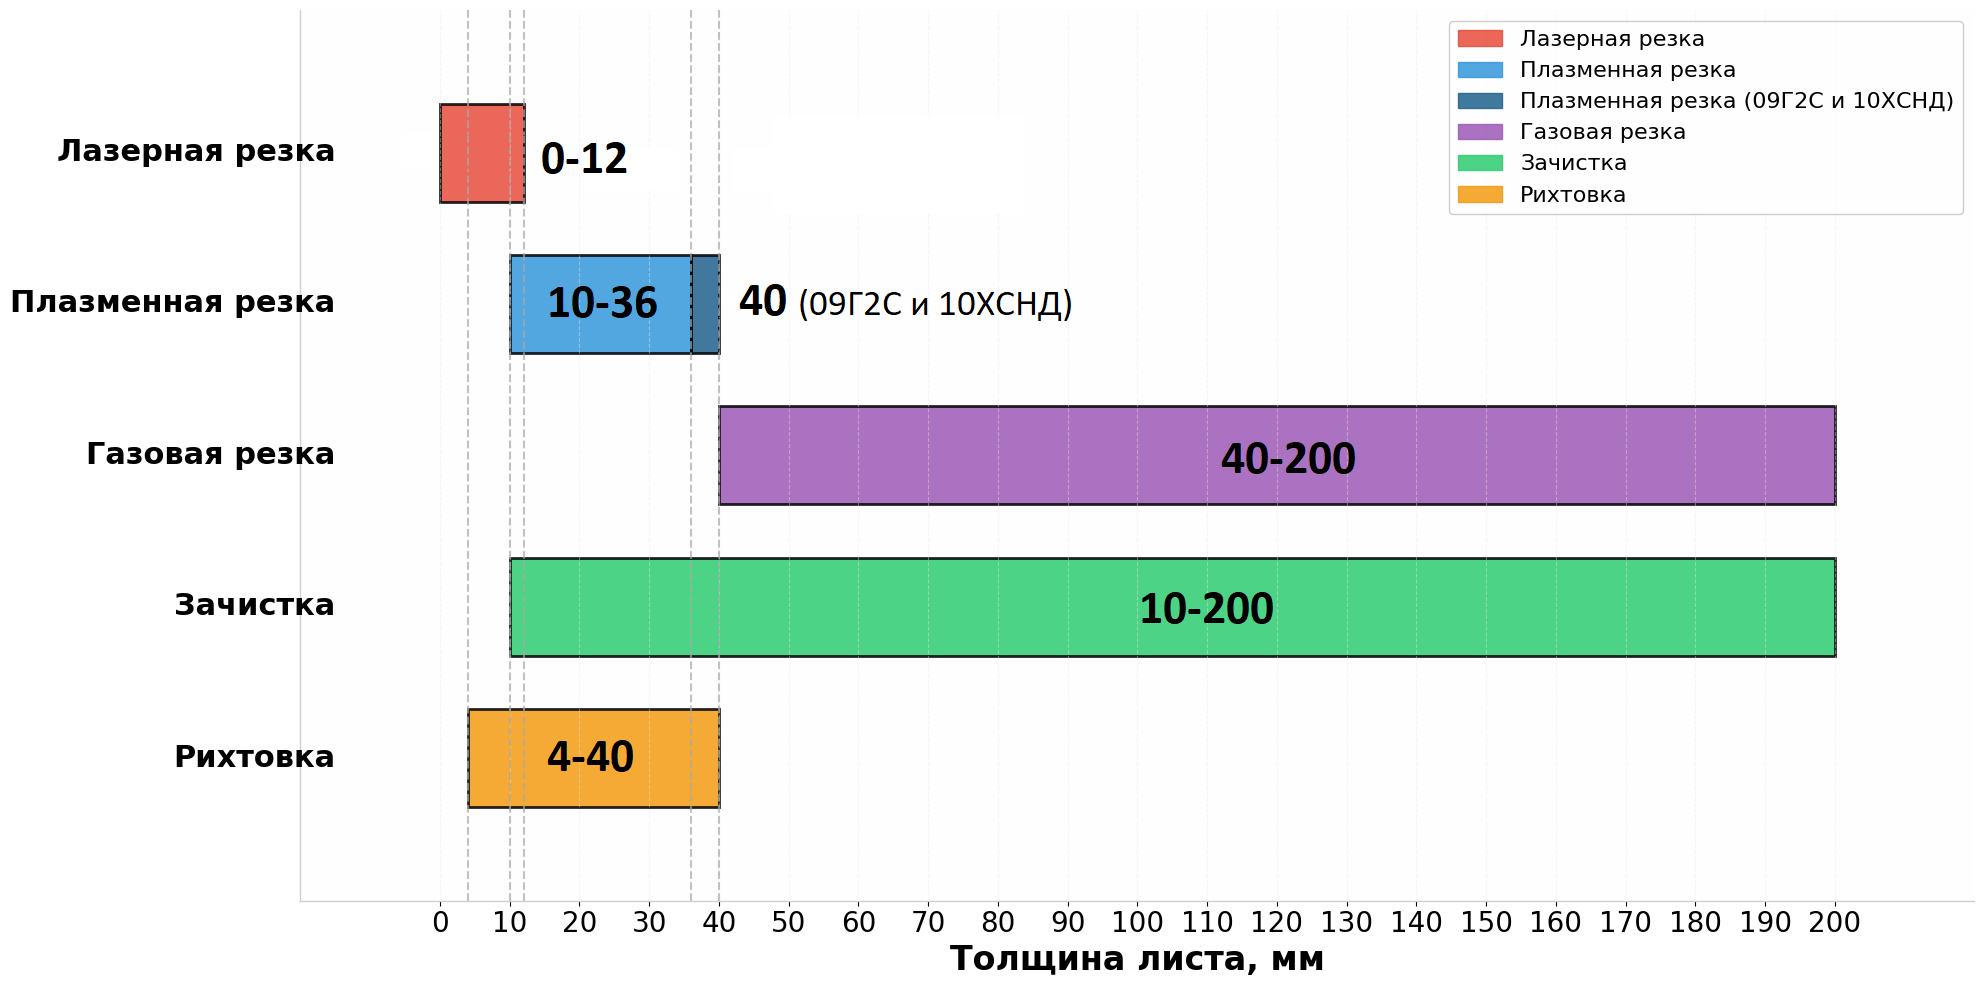 Лазерная резка
Плазменная резка
Плазменная резка (09Г2С и 10ХСНД)
Газовая резка
Зачистка
Рихтовка
Лазерная резка
0-12
Плазменная резка
10-36
40 (09Г2С и 10ХСНД)
Газовая резка
40-200
Зачистка
10-200
Рихтовка
4-40
0 10 20 30 40 50 60 70 80 90 100 110 120 130 140 150 160 170 180 190 200
Толщина листа, мм